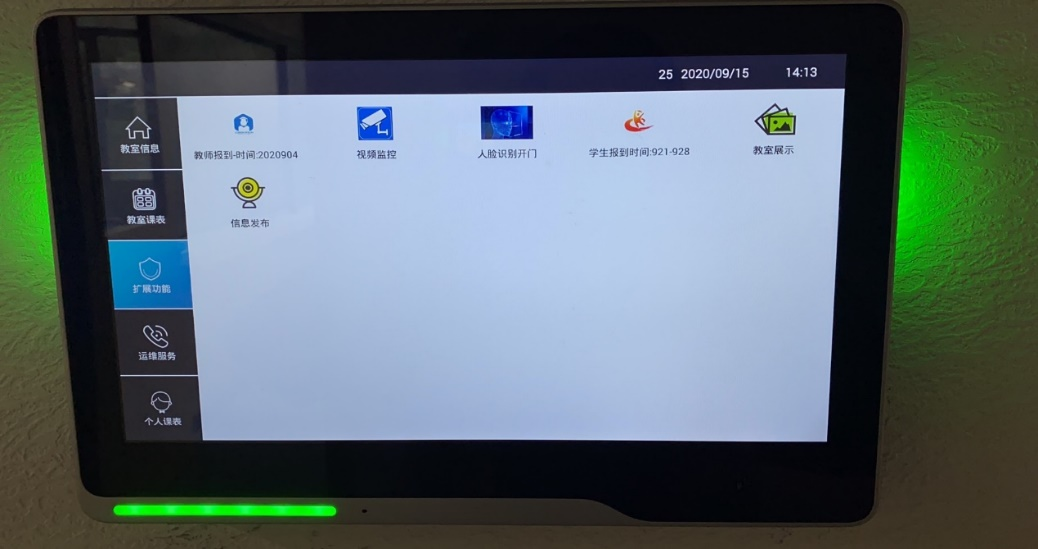 25 2020/09/15 14:13
教室信息
教室课表
扩展功能
运维服务
个人课表
教师报到-时间:2020904
视频监控
人脸识别开门
学生报到时间:921-928
教室展示
信息发布